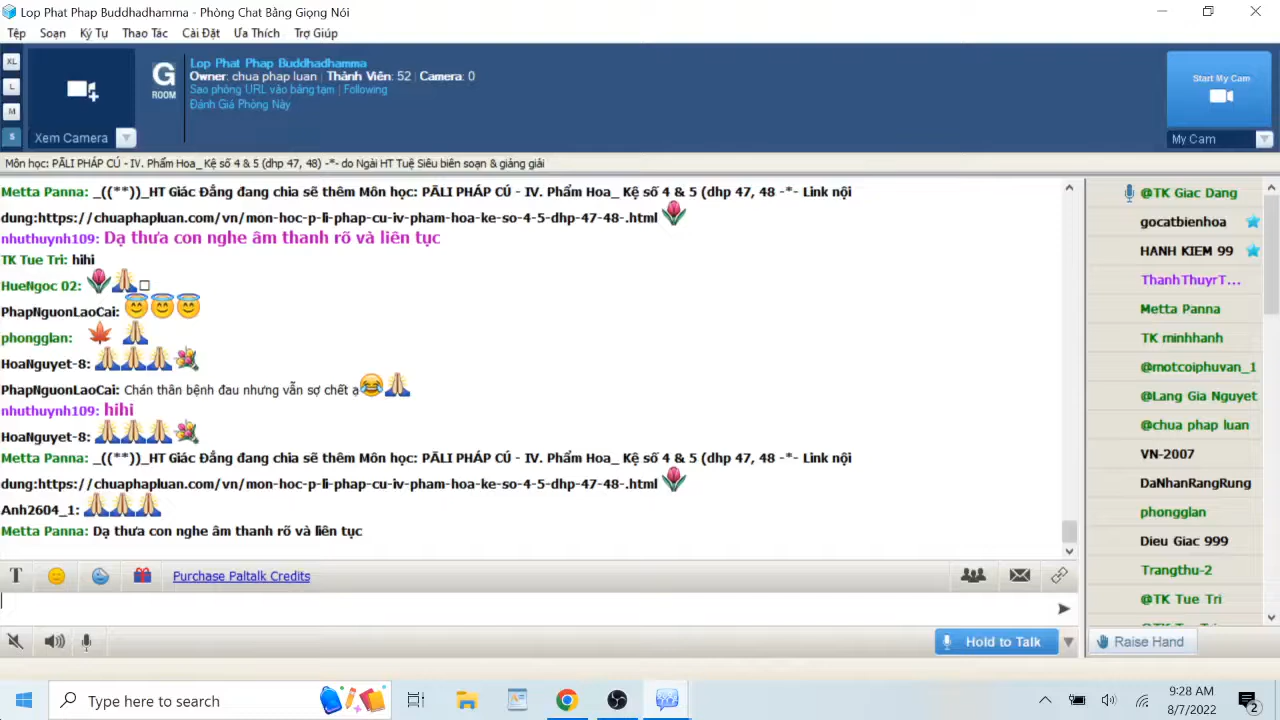 Lop Phat Phap Buddhadhamma - Phòng Chat Bằng Giọng Nói
Tệp Soạn Ký Tự Thao Tác Cài Đặt Ưa Thích Trợ Giúp
XL
L
M
S
Xem Camera
G
ROOM
Lop Phat Phap Buddhadhamma
Owner: chua phap luan | Thành Viên: 52 | Camera: 0
Sao phòng URL vào bảng tạm | Following
Đánh Giá Phòng Này
Start My Cam
My Cam
Môn học: PĀLI PHÁP CÚ - IV. Phẩm Hoa_ Kệ số 4 & 5 (dhp 47, 48) -*- do Ngài HT Tuệ Siêu biên soạn & giảng giải
Metta Panna: _((**))_HT Giác Đẳng đang chia sẽ thêm Môn học: PĀLI PHÁP CÚ - IV. Phẩm Hoa_ Kệ số 4 & 5 (dhp 47, 48 -*- Link nội
dung:https://chuaphapluan.com/vn/mon-hoc-p-li-phap-cu-iv-pham-hoa-ke-so-4-5-dhp-47-48-.html
nhuthuynh109: Dạ thưa con nghe âm thanh rõ và liên tục
TK Tue Tri: hihi
HueNgoc 02:
PhapNguonLaoCai:
phongglan:
HoaNguyet-8:
PhapNguonLaoCai: Chán thân bệnh đau nhưng vẫn sợ chết ạ
nhuthuynh109: hihi
HoaNguyet-8:
Metta Panna: _((**))_HT Giác Đẳng đang chia sẽ thêm Môn học: PĀLI PHÁP CÚ - IV. Phẩm Hoa_ Kệ số 4 & 5 (dhp 47, 48 -*- Link nội
dung:https://chuaphapluan.com/vn/mon-hoc-p-li-phap-cu-iv-pham-hoa-ke-so-4-5-dhp-47-48-.html
Anh2604_1:
Metta Panna: Dạ thưa con nghe âm thanh rõ và liên tục
@TK Giac Dang
gocatbienhoa
HANH KIEM 99
ThanhThuyrT...
Metta Panna
TK minhhanh
@motcoiphuvan_1
@Lang Gia Nguyet
@chua phap luan
VN-2007
DaNhanRangRung
phongglan
Dieu Giac 999
Trangthu-2
@TK Tue Tri
T Purchase Paltalk Credits
Hold to Talk
Raise Hand
Type here to search
9:28 AM
8/7/2022
2